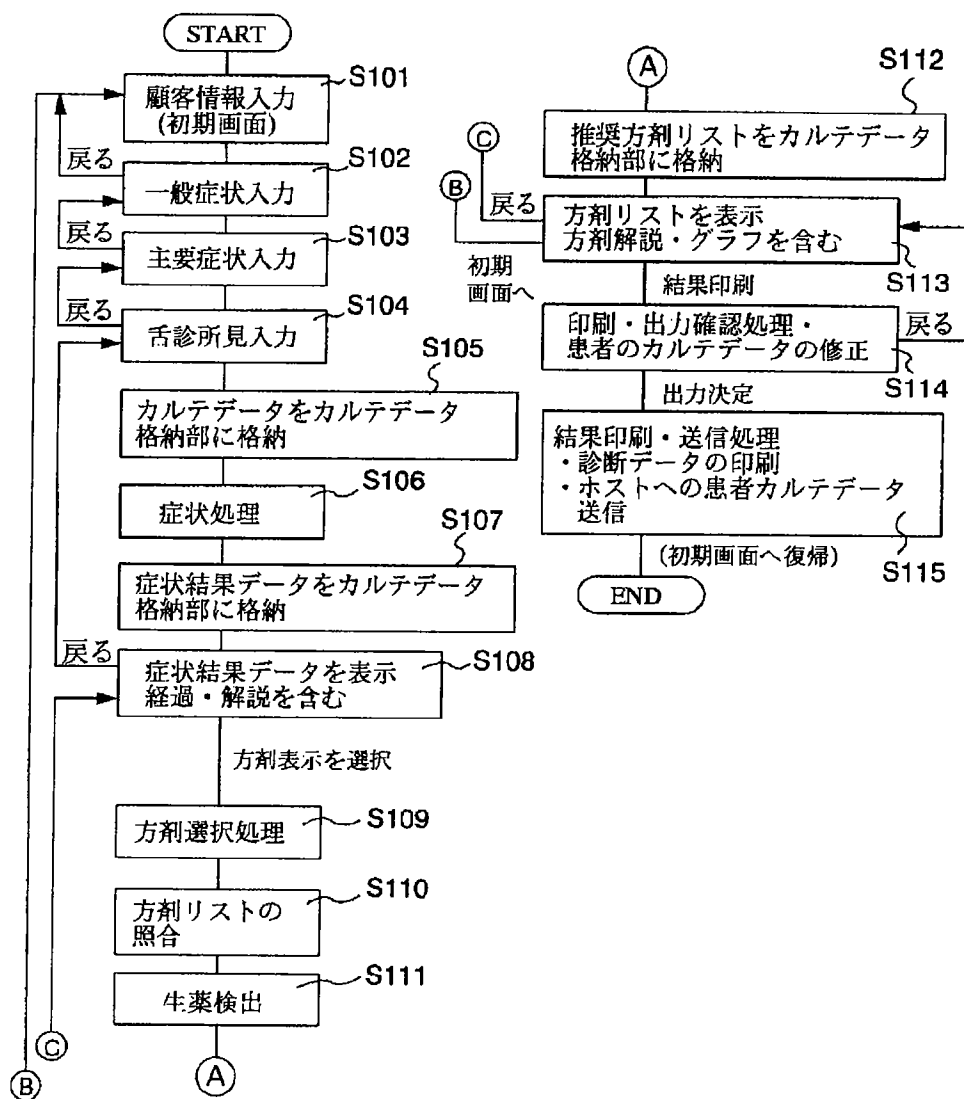 START
S101
顧客情報入力
(初期画面)
戻る
S102
一般症状入力
戻る
S103
主要症状入力
戻る
S104
舌診所見入力
S105
カルテデータをカルテデータ
格納部に格納
S106
症状処理
S107
症状結果データをカルテデータ
格納部に格納
戻る
S108
症状結果データを表示
経過・解説を含む
方剤表示を選択
S109
方剤選択処理
S110
方剤リストの
照合
S111
生薬検出
C
B
A
A
S112
推奨方剤リストをカルテデータ
格納部に格納
C
B
戻る
方剤リストを表示
方剤解説・グラフを含む
初期
画面へ
S113
結果印刷
印刷・出力確認処理・
患者のカルテデータの修正
戻る
S114
出力決定
結果印刷・送信処理
・診断データの印刷
・ホストへの患者カルテデータ
送信
(初期画面へ復帰)
S115
END